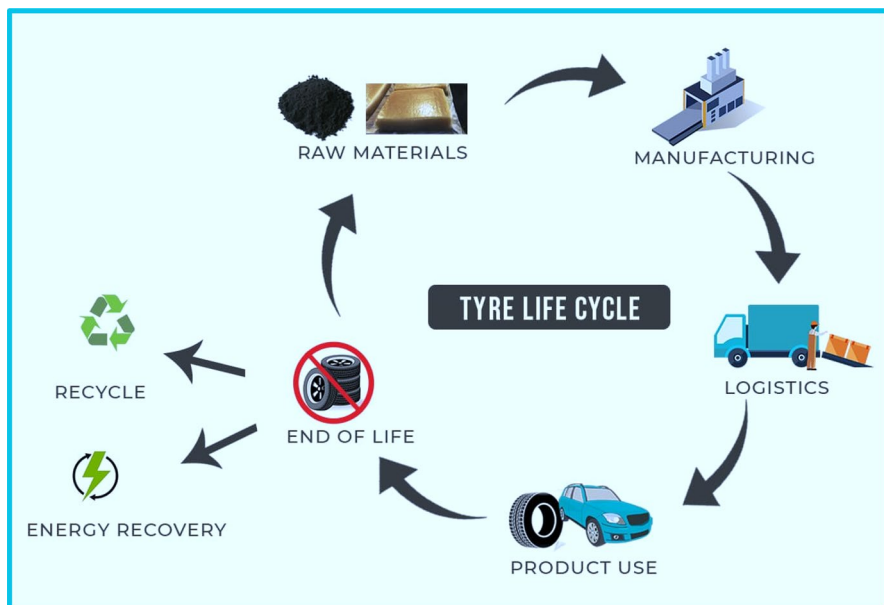 RAW MATERIALS
MANUFACTURING
TYRE LIFE CYCLE
RECYCLE
LOGISTICS
END OF LIFE
ENERGY RECOVERY
PRODUCT USE